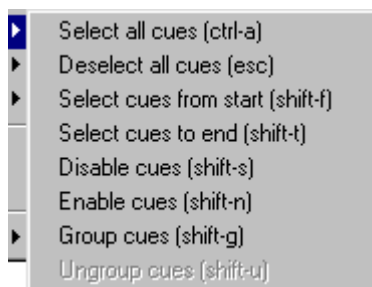 Select all cues (ctrl-a)
Deselect all cues (esc)
Select cues from start (shift-f)
Select cues to end (shift-t)
Disable cues (shift-s)
Enable cues (shift-n)
Group cues (shift-g)
Ungroup cues (shift-u)